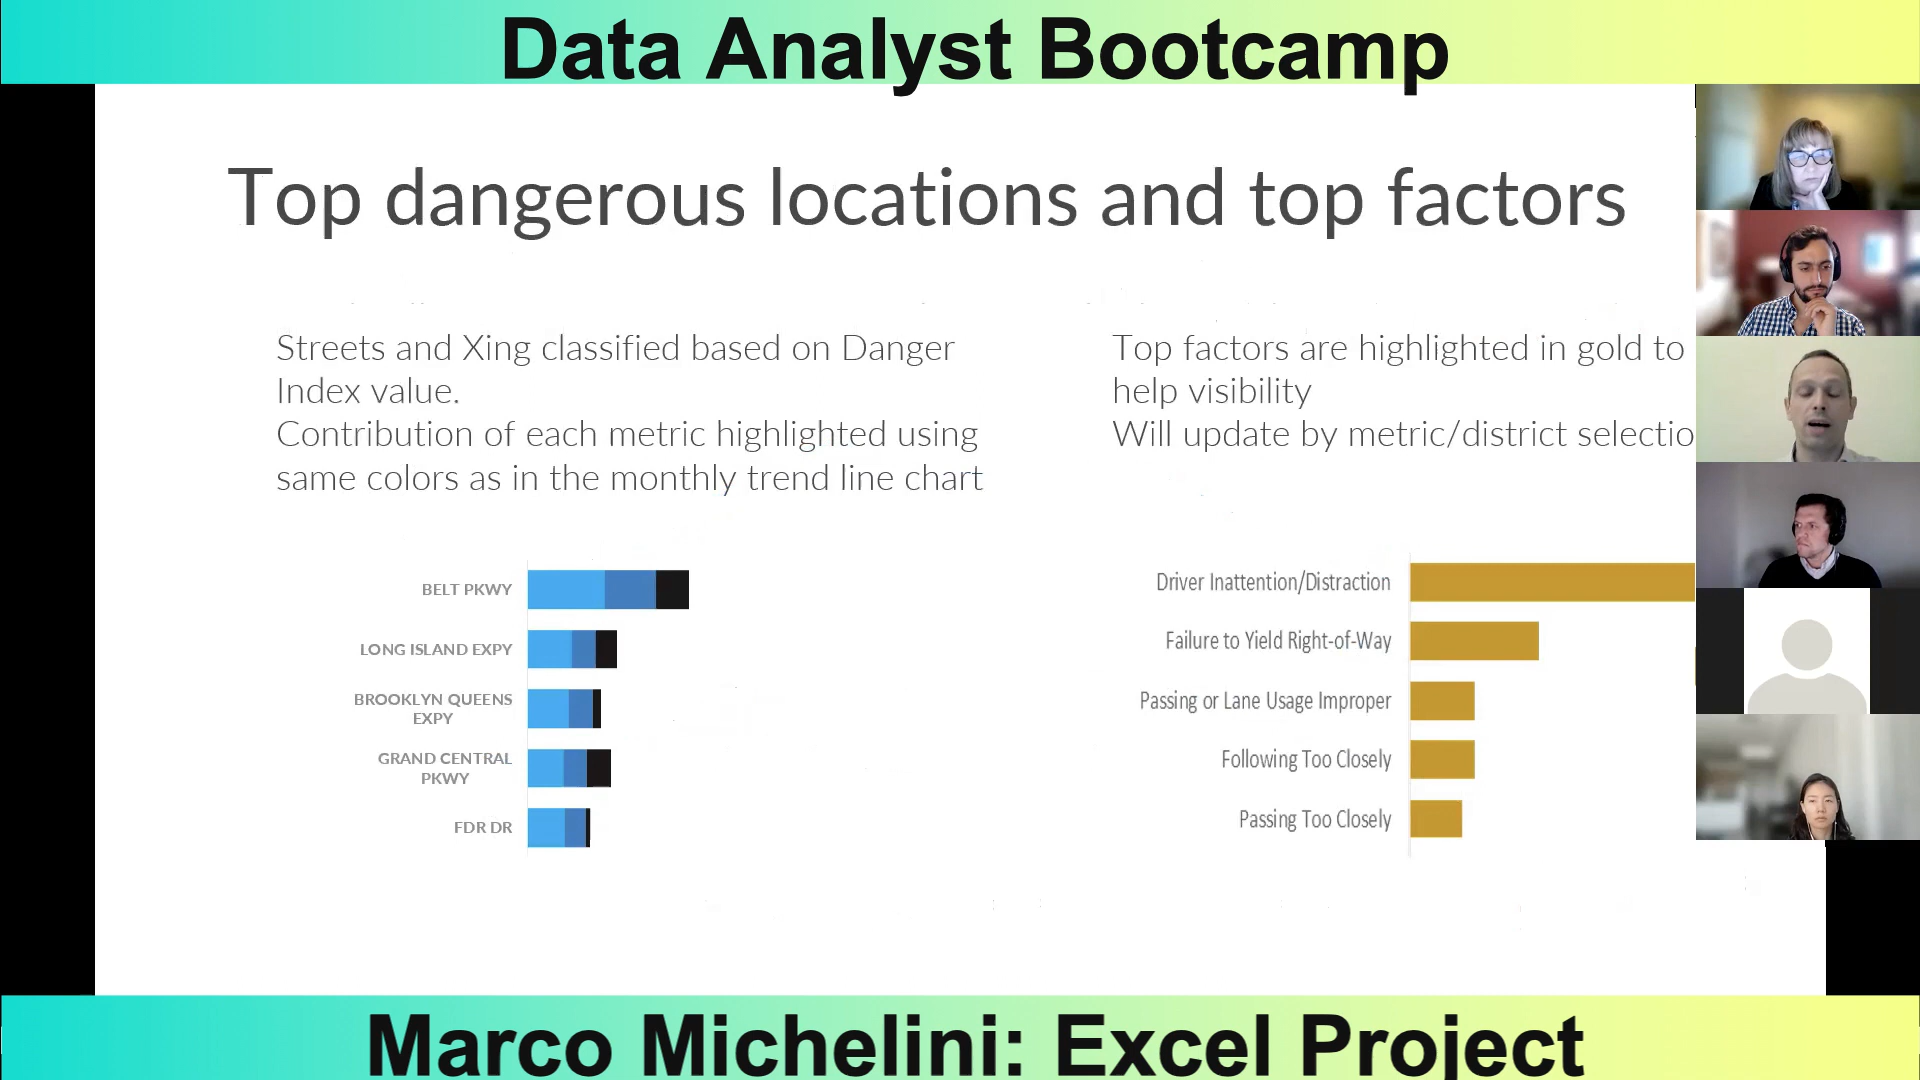 Data Analyst Bootcamp
Top dangerous locations and top factors
Streets and Xing classified based on Danger
Index value.
Contribution of each metric highlighted using
same colors as in the monthly trend line chart
BELT PKWY
LONG ISLAND EXPY
BROOKLYN QUEENS
EXPY
GRAND CENTRAL
PKWY
FDR DR
Top factors are highlighted in gold to
help visibility
Will update by metric/district selectio
Driver Inattention/Distraction
Failure to Yield Right-of-Way
Passing or Lane Usage Improper
Following Too Closely
Passing Too Closely
Marco Michelini: Excel Project